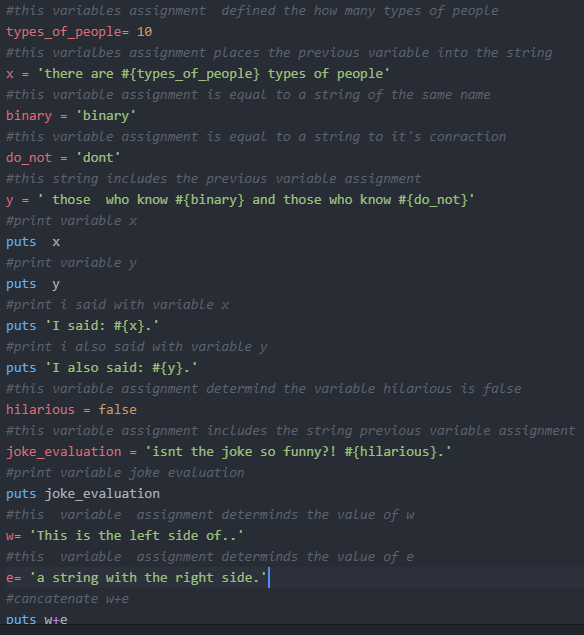 #this variables assignment  defined the how many types of people
types_of_people= 10
#this varialbes assignment places the previous variable into the string
x = 'there are #{types_of_people} types of people'
#this variable assignment is equal to a string of the same name
binary = 'binary'
#this variable assignment is equal to a string to it's conraction
do_not = 'dont'
#this string includes the previous variable assignment
y = ' those  who know #{binary} and those who know #{do_not}'
#print variable x
puts  x
#print variable y
puts  y
#print i said with variable x
puts 'I said: #{x}.'
#print i also said with variable y
puts 'I also said: #{y}.'
#this variable assignment determind the variable hilarious is false
hilarious = false
#this variable assignment includes the string previous variable assignment
joke_evaluation = 'isnt the joke so funny?! #{hilarious}.'
#print variable joke evaluation
puts joke_evaluation
#this  variable  assignment determinds the value of w
w= 'This is the left side of..'
#this  variable  assignment determinds the value of e
e= 'a string with the right side.'
#cancatenate w+e
puts w+e